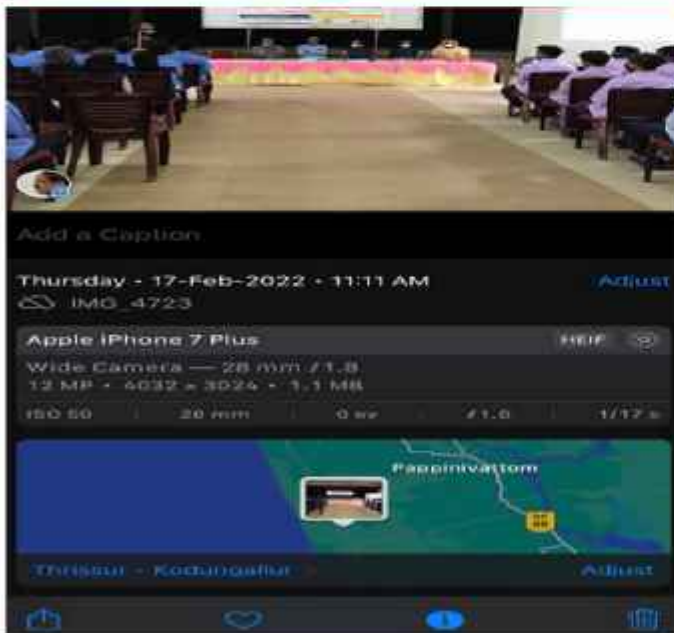 Add a Caption
Thursday • 17-Feb-2022 • 11:11 AM
Adjust
IMG_4723
Apple iPhone 7 Plus
HEIF
Wide Camera — 28 mm ƒ1.8
12 MP • 4032 × 3024 • 1.1 MB
ISO 50
28 mm
0 ev
ƒ1.8
1/17 s
Pappinivattom
Thrissur - Kodungallur
Adjust